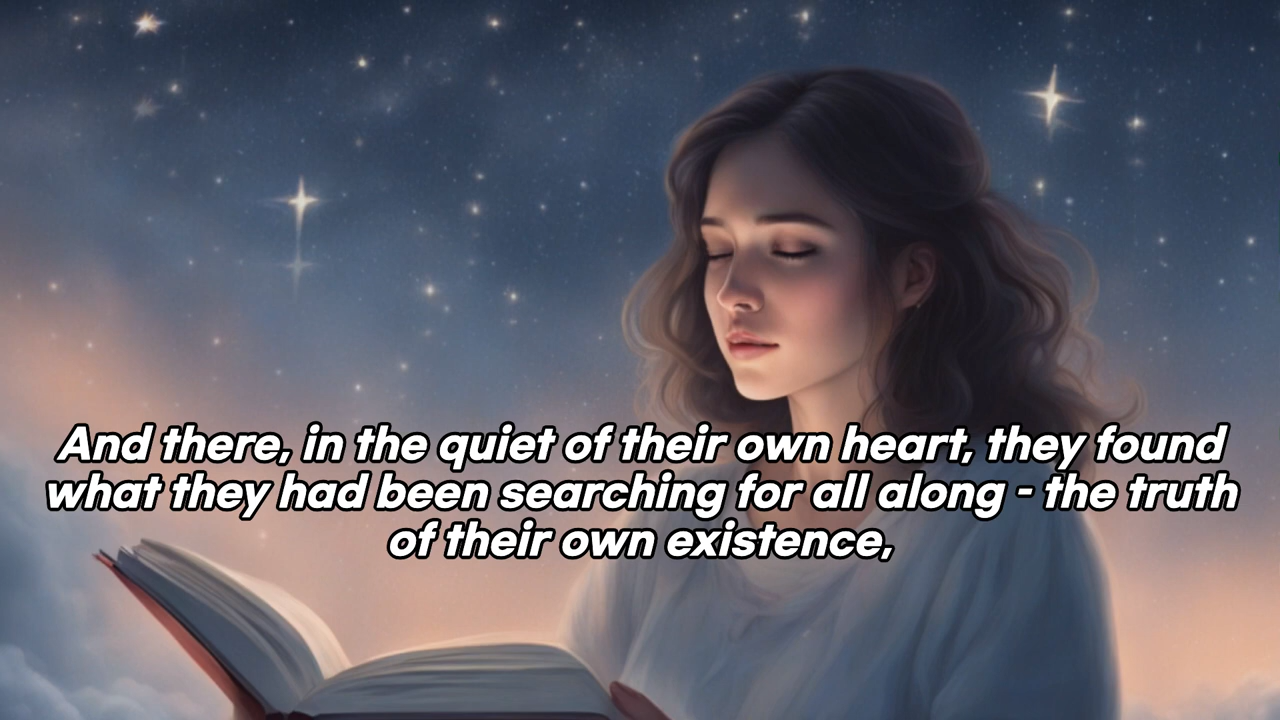 And there, in the quiet of their own heart, they found
what they had been searching for all along - the truth
of their own existence,